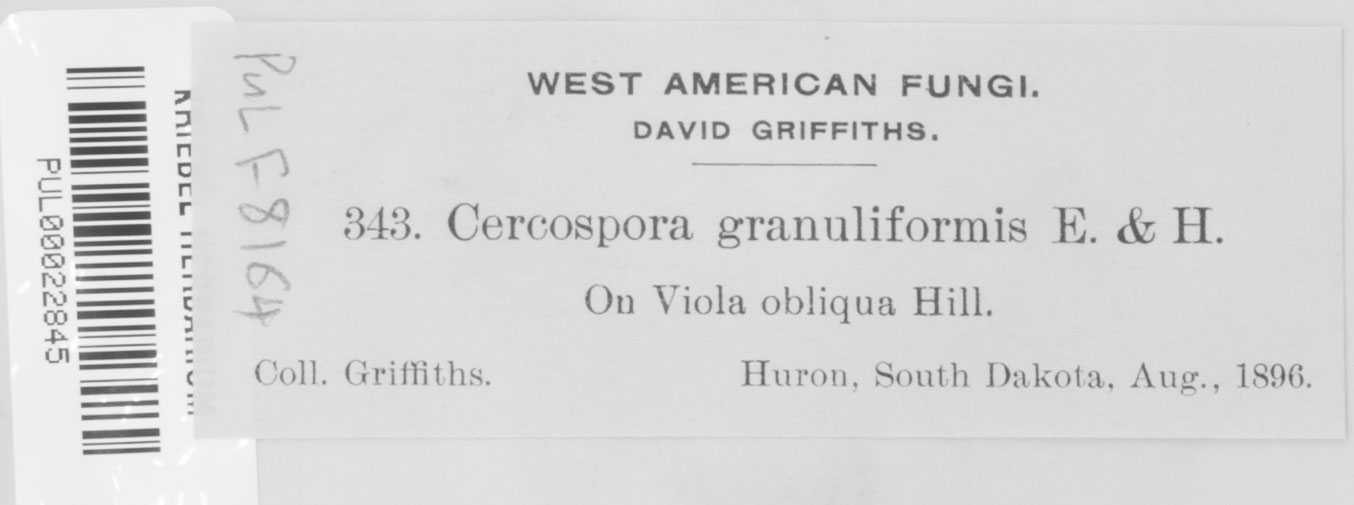 WEST AMERICAN FUNGI.
DAVID GRIFFITHS.
343. Cercospora granuliformis E. & H.
On Viola obliqua Hill.
Coll. Griffiths. Huron, South Dakota, Aug., 1896.
PUL F8164
PUL00022845